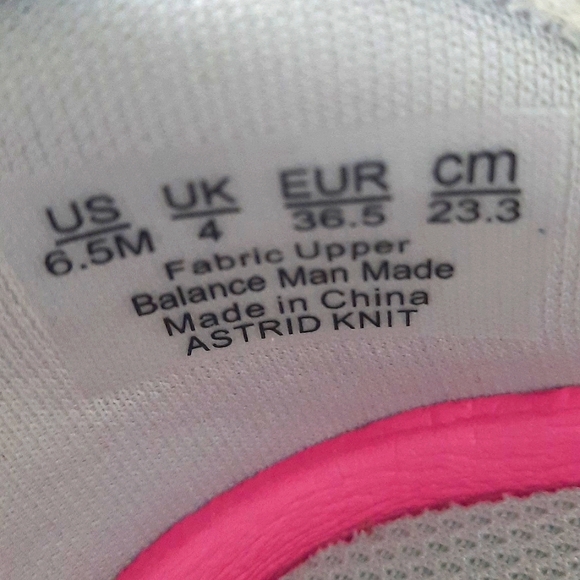 US UK EUR cm
6.5M 4 36.5 23.3
Fabric Upper
Balance Man Made
Made in China
ASTRID KNIT